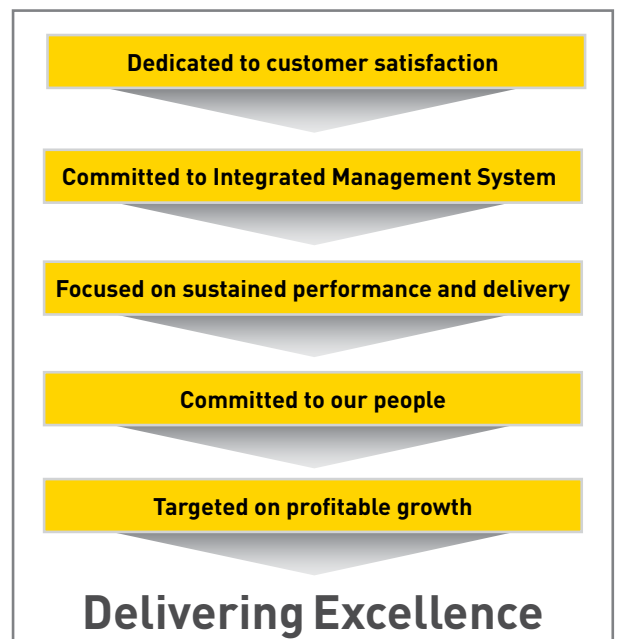 Dedicated to customer satisfaction
Committed to Integrated Management System
Focused on sustained performance and delivery
Committed to our people
Targeted on profitable growth
Delivering Excellence